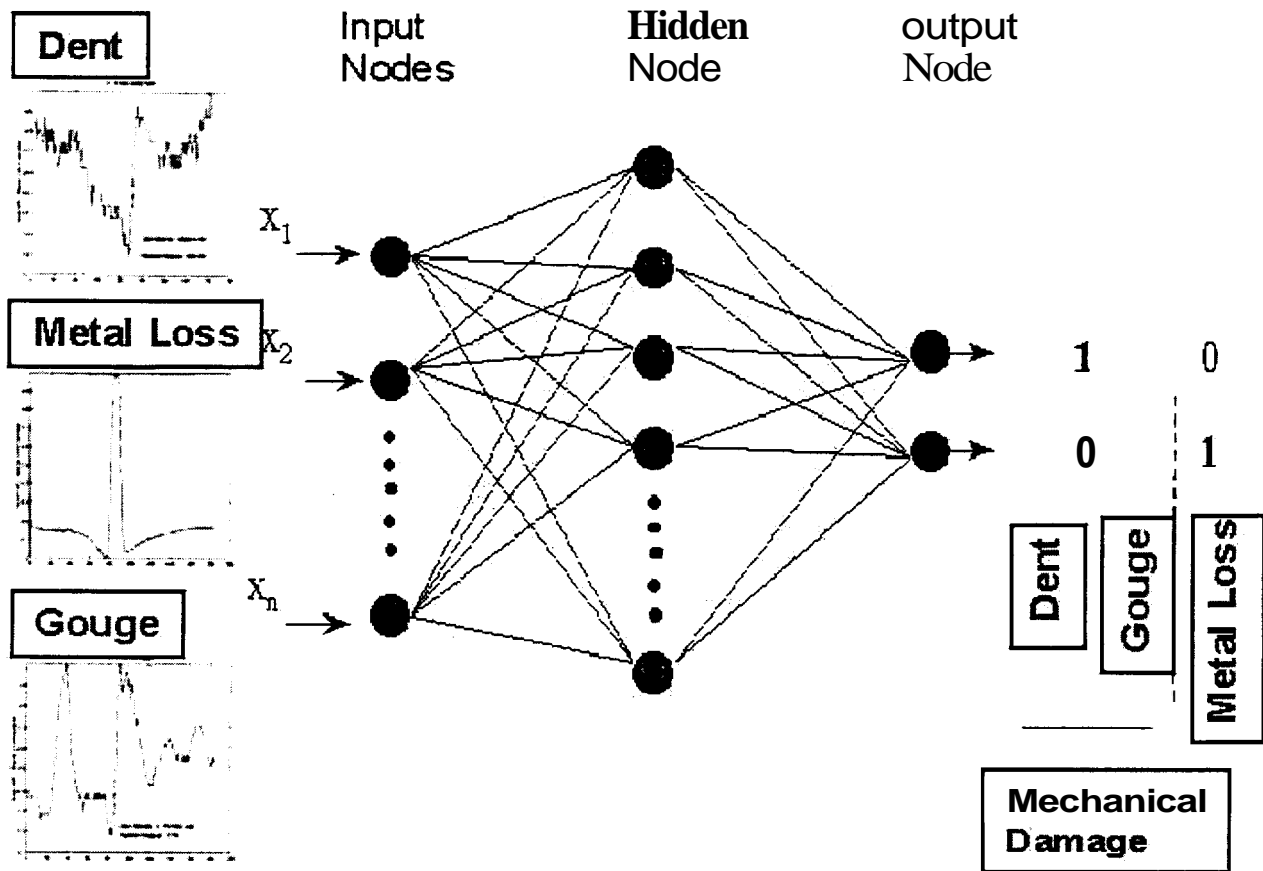 Dent
Input
Nodes
Hidden
Node
output
Node
X1
Metal Loss
X2
1 0
0 1
Xn
Gouge
Dent
Gouge
Metal Loss
Mechanical
Damage